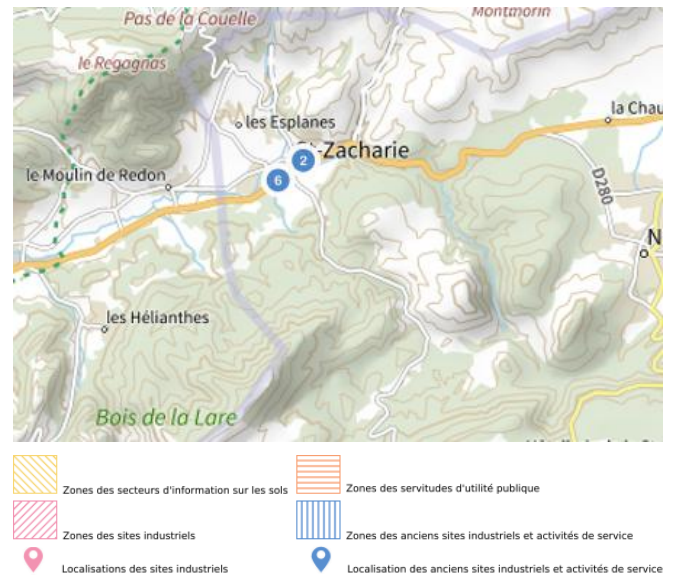 Pas de la Couelle
Montmorin
le Regagnas
la Chau
les Esplanes
St-Zacharie
2
le Moulin de Redon
6
D280
N
les Hélianthes
Bois de la Lare
Zones des secteurs d'information sur les sols
Zones des servitudes d'utilité publique
Zones des sites industriels
Zones des anciens sites industriels et activités de service
Localisations des sites industriels
Localisation des anciens sites industriels et activités de service